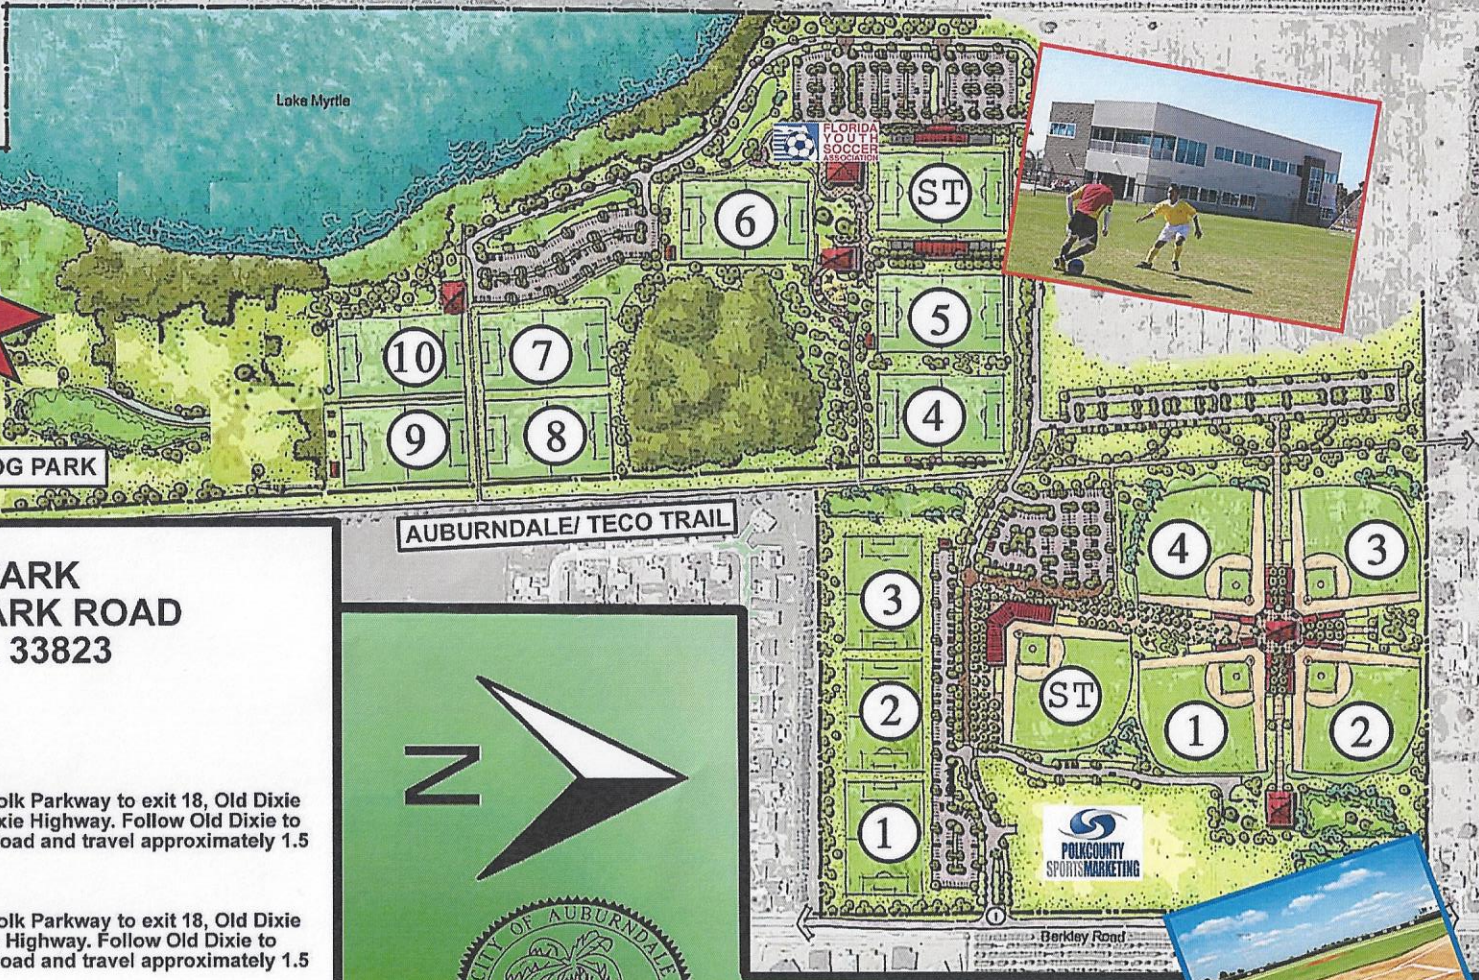 Lake Myrtle
FLORIDA
YOUTH
SOCCER
ASSOCIATION
ST
6
5
10
7
4
9
8
OG PARK
AUBURNDALE/ TECO TRAIL
4
3
3
ARK
ARK ROAD
33823
2
ST
1
2
N
olk Parkway to exit 18, Old Dixie
xie Highway. Follow Old Dixie to
oad and travel approximately 1.5
1
POLKCOUNTY
SPORTSMARKETING
olk Parkway to exit 18, Old Dixie
Highway. Follow Old Dixie to
oad and travel approximately 1.5
CITY OF AUBURNDALE
Berkley Road